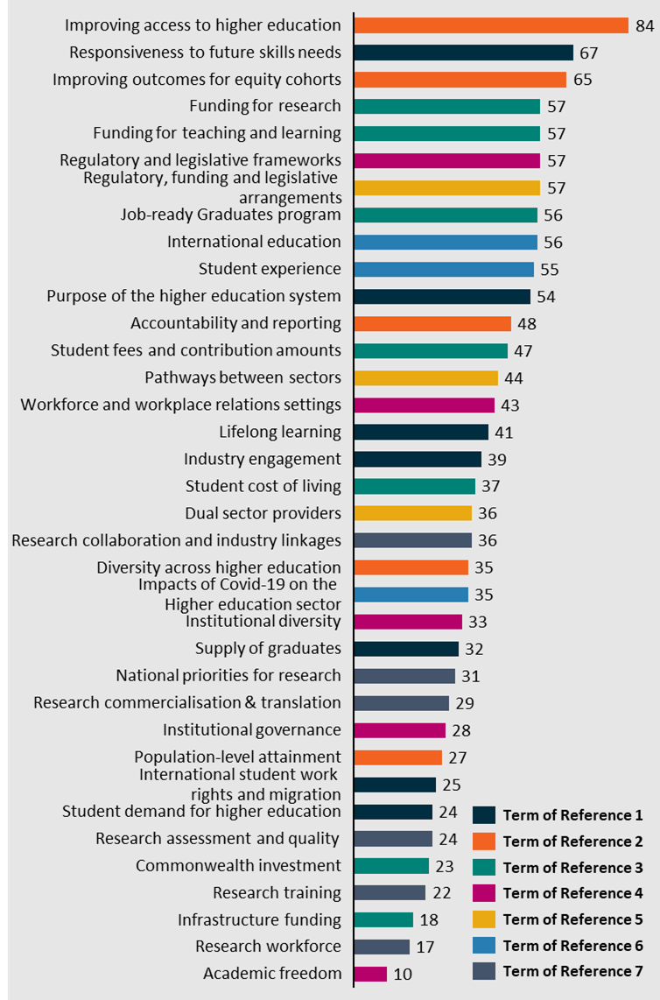 Improving access to higher education 84
Responsiveness to future skills needs 67
Improving outcomes for equity cohorts 65
Funding for research 57
Funding for teaching and learning 57
Regulatory and legislative frameworks 57
Regulatory, funding and legislative
arrangements 57
Job-ready Graduates program 56
International education 56
Student experience 55
Purpose of the higher education system 54
Accountability and reporting 48
Student fees and contribution amounts 47
Pathways between sectors 44
Workforce and workplace relations settings 43
Lifelong learning 41
Industry engagement 39
Student cost of living 37
Dual sector providers 36
Research collaboration and industry linkages 36
Diversity across higher education 35
Impacts of Covid-19 on the
Higher education sector 35
Institutional diversity 33
Supply of graduates 32
National priorities for research 31
Research commercialisation & translation 29
Institutional governance 28
Population-level attainment 27
International student work
rights and migration 25
Student demand for higher education 24
Research assessment and quality 24
Commonwealth investment 23
Research training 22
Infrastructure funding 18
Research workforce 17
Academic freedom 10
Term of Reference 1
Term of Reference 2
Term of Reference 3
Term of Reference 4
Term of Reference 5
Term of Reference 6
Term of Reference 7